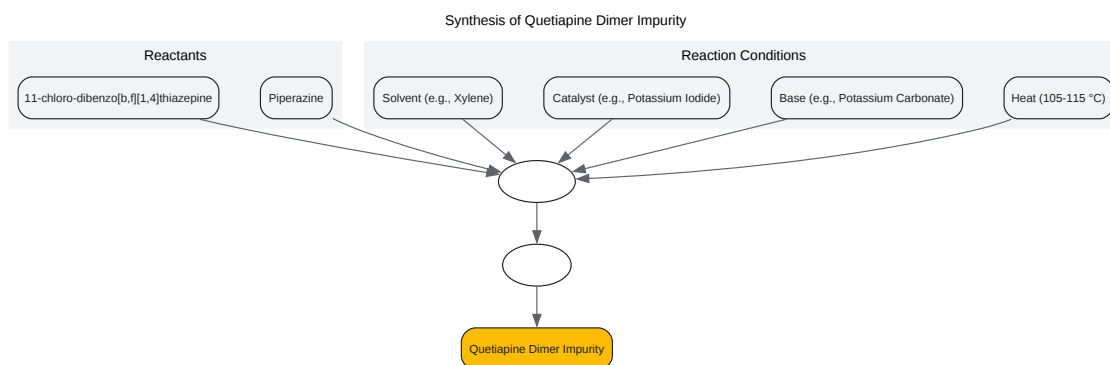 Synthesis of Quetiapine Dimer Impurity
Reactants
Reaction Conditions
11-chloro-dibenzo[b,f][1,4]thiazepine
Piperazine
Solvent (e.g., Xylene)
Catalyst (e.g., Potassium Iodide)
Base (e.g., Potassium Carbonate)
Heat (105-115 °C)
Quetiapine Dimer Impurity